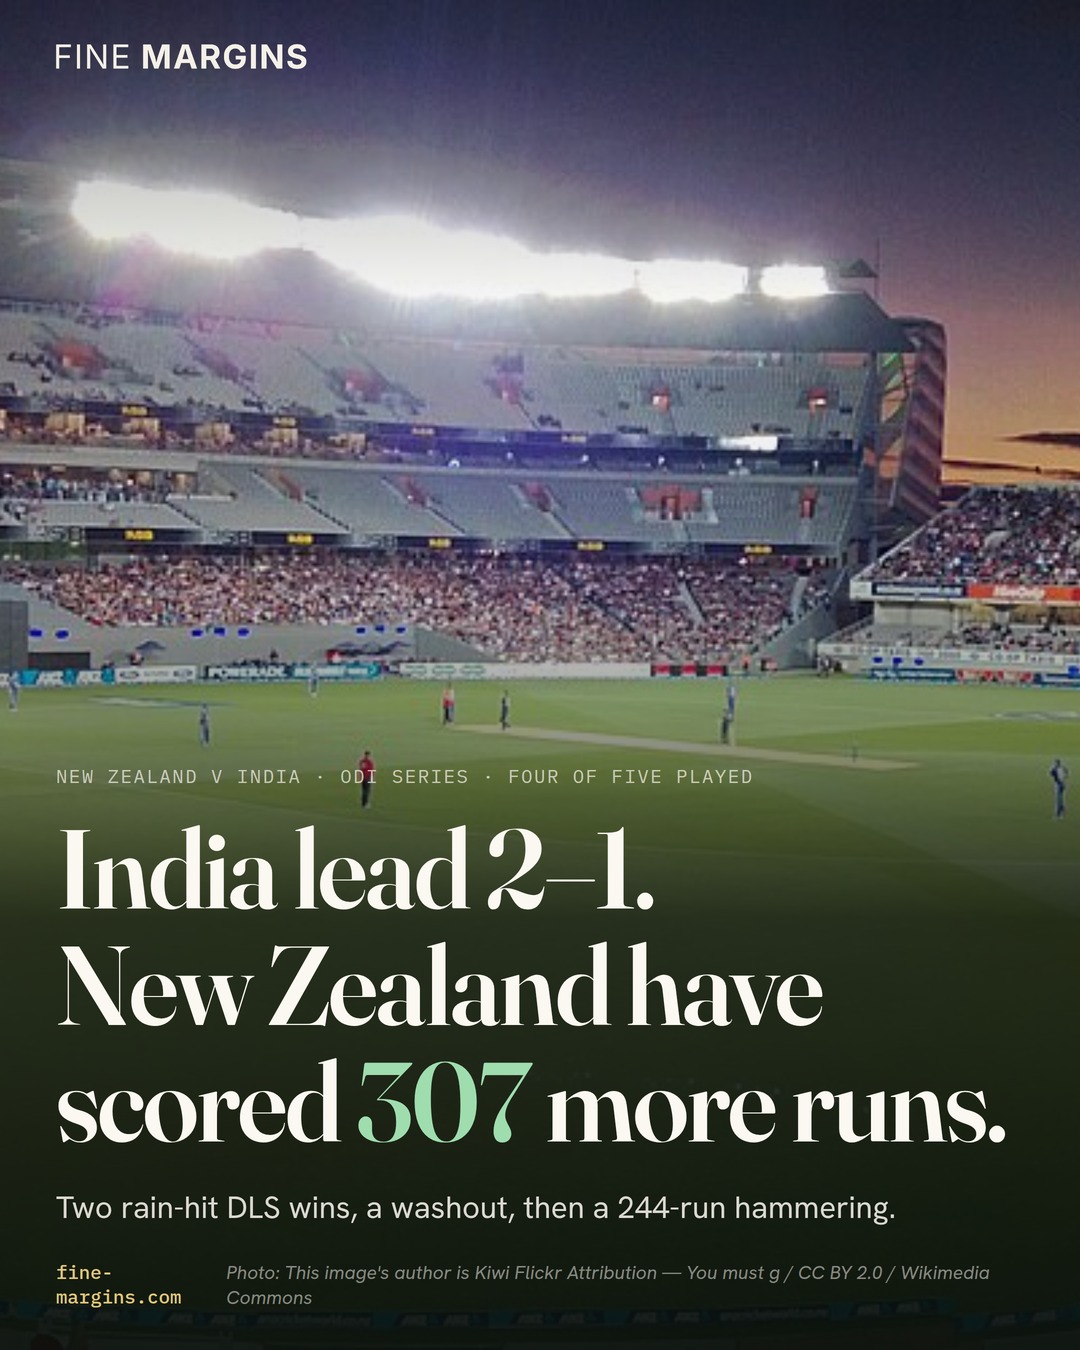 FINE MARGINS
POWERADE
NEW ZEALAND V INDIA · ODI SERIES · FOUR OF FIVE PLAYED
India lead 2–1.
New Zealand have
scored 307 more runs.
Two rain-hit DLS wins, a washout, then a 244-run hammering.
fine-
margins.com
Photo: This image's author is Kiwi Flickr Attribution — You must g / CC BY 2.0 / Wikimedia
Commons